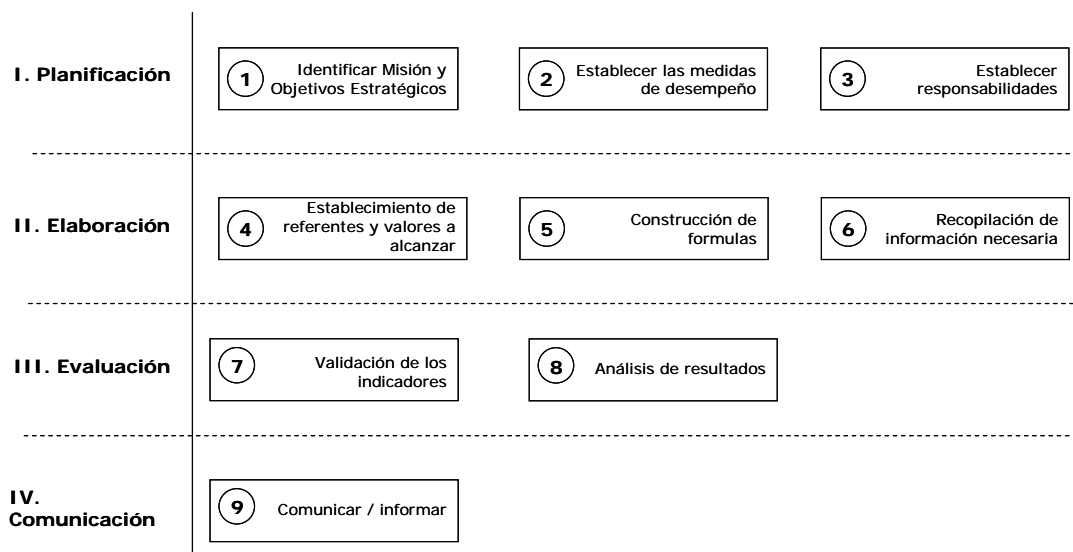 I. Planificación
1
Identificar Misión y
Objetivos Estratégicos
2
Establecer las medidas
de desempeño
3
Establecer
responsabilidades
II. Elaboración
4
Establecimiento de
referentes y valores a
alcanzar
5
Construcción de
formulas
6
Recopilación de
información necesaria
III. Evaluación
7
Validación de los
indicadores
8
Análisis de resultados
IV.
Comunicación
9
Comunicar / informar